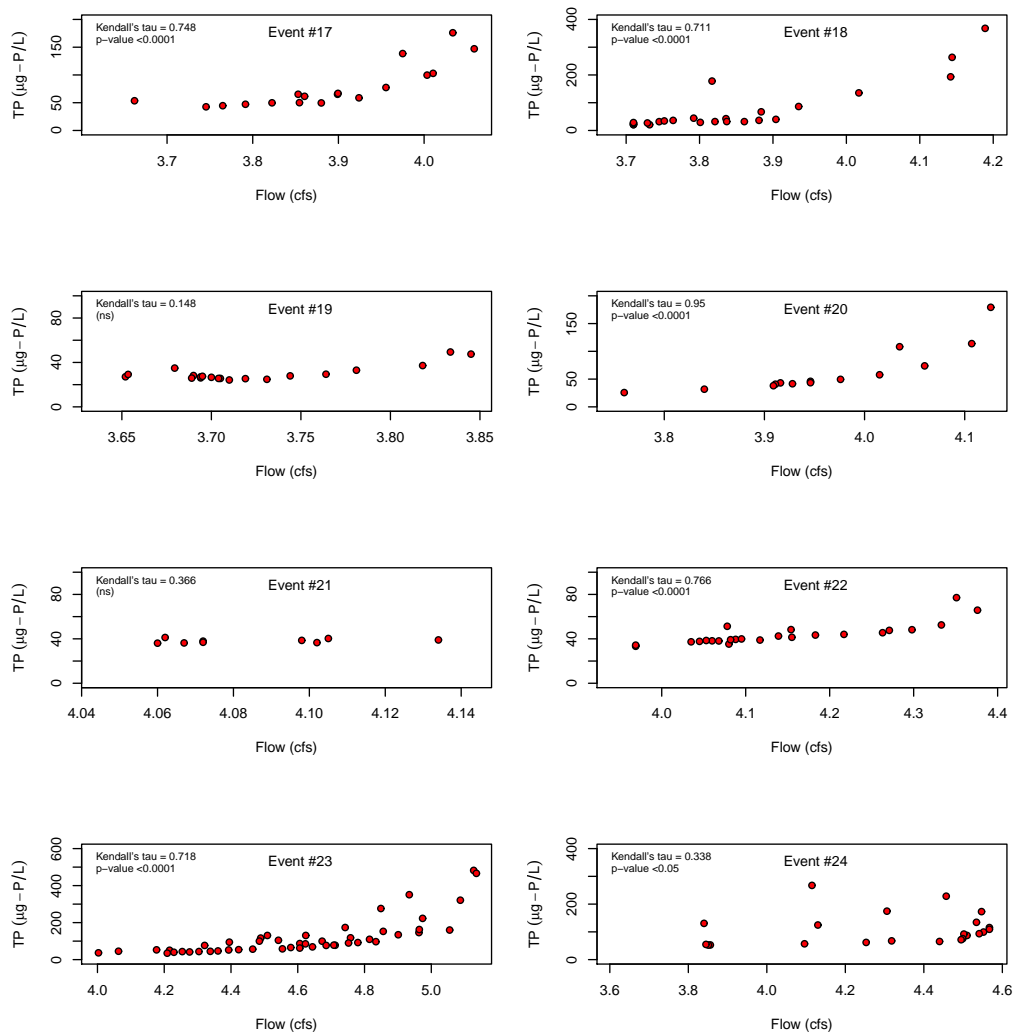 Kendall's tau = 0.748
p−value <0.0001
Event #17
TP (µg−P/L)
0
50
150
3.7 3.8 3.9 4.0
Flow (cfs)
Kendall's tau = 0.711
p−value <0.0001
Event #18
TP (µg−P/L)
0
200
400
3.7 3.8 3.9 4.0 4.1 4.2
Flow (cfs)
Kendall's tau = 0.148
(ns)
Event #19
TP (µg−P/L)
0
40
80
3.65 3.70 3.75 3.80 3.85
Flow (cfs)
Kendall's tau = 0.95
p−value <0.0001
Event #20
TP (µg−P/L)
0
50
150
3.8 3.9 4.0 4.1
Flow (cfs)
Kendall's tau = 0.366
(ns)
Event #21
TP (µg−P/L)
0
40
80
4.04 4.06 4.08 4.10 4.12 4.14
Flow (cfs)
Kendall's tau = 0.766
p−value <0.0001
Event #22
TP (µg−P/L)
0
40
80
4.0 4.1 4.2 4.3 4.4
Flow (cfs)
Kendall's tau = 0.718
p−value <0.0001
Event #23
TP (µg−P/L)
0
200
400
600
4.0 4.2 4.4 4.6 4.8 5.0
Flow (cfs)
Kendall's tau = 0.338
p−value <0.05
Event #24
TP (µg−P/L)
0
200
400
3.6 3.8 4.0 4.2 4.4 4.6
Flow (cfs)